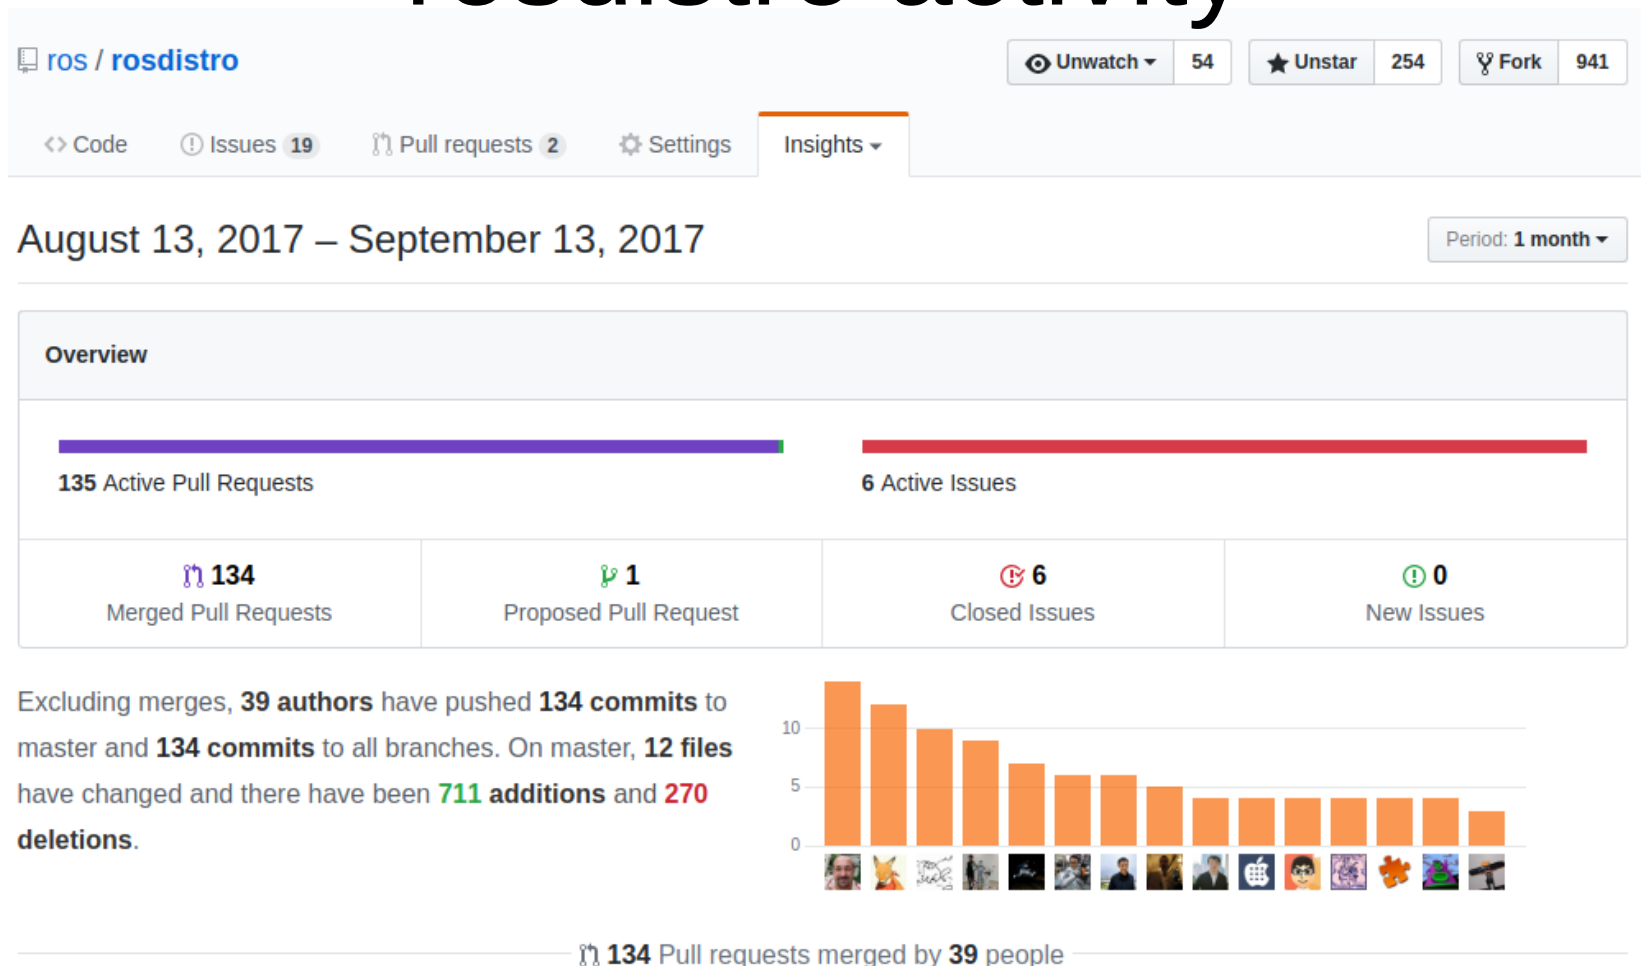 rosdistro activity
ros / rosdistro
Unwatch 54
Unstar 254
Fork 941
Code
Issues 19
Pull requests 2
Settings
Insights
August 13, 2017 – September 13, 2017
Period: 1 month
Overview
135 Active Pull Requests
6 Active Issues
134
Merged Pull Requests
1
Proposed Pull Request
6
Closed Issues
0
New Issues
Excluding merges, 39 authors have pushed 134 commits to
master and 134 commits to all branches. On master, 12 files
have changed and there have been 711 additions and 270
deletions.
10
5
0
134 Pull requests merged by 39 people